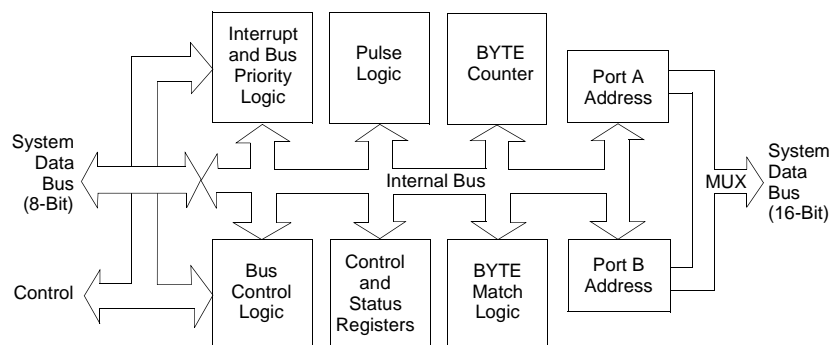 Interrupt
and Bus
Priority
Logic
Pulse
Logic
BYTE
Counter
Port A
Address
System
Data
Bus
(8-Bit)
Internal Bus
MUX
System
Data
Bus
(16-Bit)
Control
Bus
Control
Logic
Control
and
Status
Registers
BYTE
Match
Logic
Port B
Address